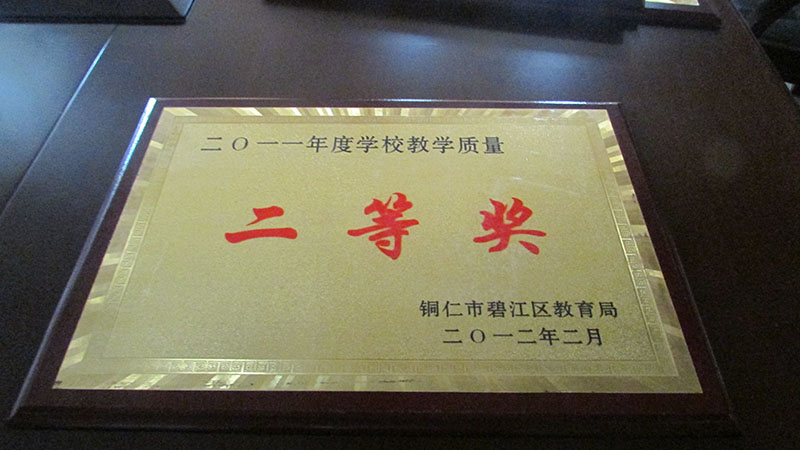 二〇一一年度学校教学质量
二等奖
铜仁市碧江区教育局
二〇一二年二月